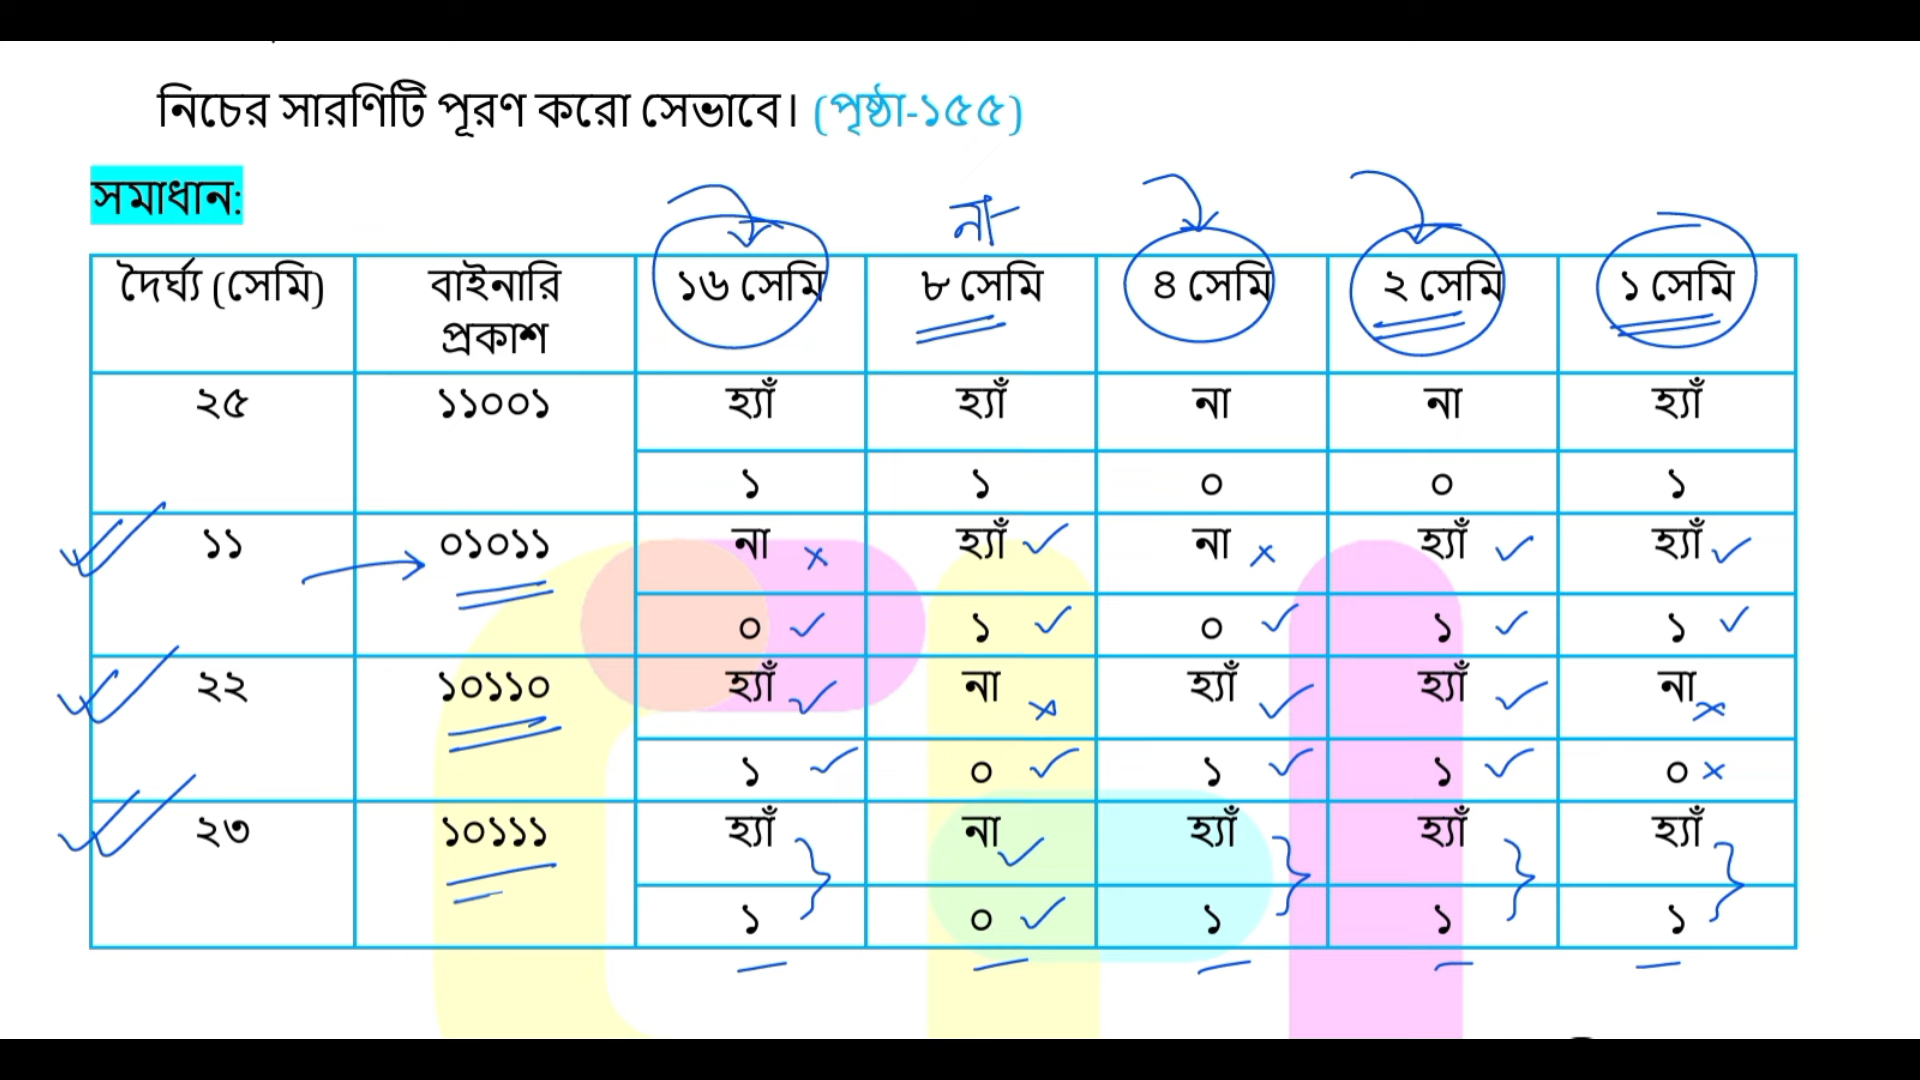 নিচের সারণিটি পূরণ করো সেভাবে। (পৃষ্ঠা-১৫৫)
সমাধান:
না
দৈর্ঘ্য (সেমি) বাইনারি প্রকাশ ১৬ সেমি ৮ সেমি ৪ সেমি ২ সেমি ১ সেমি
২৫ ১১০০১ হ্যাঁ হ্যাঁ না না হ্যাঁ
১ ১ ০ ০ ১
১১ ০১০১১ না হ্যাঁ না হ্যাঁ হ্যাঁ
০ ১ ০ ১ ১
২২ ১০১১০ হ্যাঁ না হ্যাঁ হ্যাঁ না
১ ০ ১ ১ ০
২৩ ১০১১১ হ্যাঁ না হ্যাঁ হ্যাঁ হ্যাঁ
১ ০ ১ ১ ১